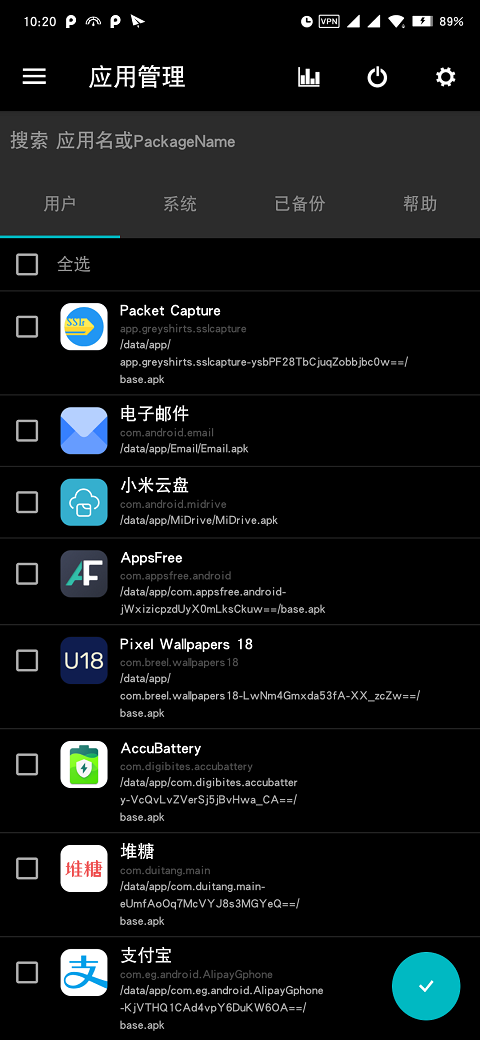 10:20
VPN
89%
应用管理
搜索 应用名或PackageName
用户 系统 已备份 帮助
全选
SSL
Packet Capture
app.greyshirts.sslcapture
/data/app/
app.greyshirts.sslcapture-ysbPF28TbCjuqZobbjbc0w==/
base.apk
电子邮件
com.android.email
/data/app/Email/Email.apk
小米云盘
com.android.midrive
/data/app/MiDrive/MiDrive.apk
AF
AppsFree
com.appsfree.android
/data/app/com.appsfree.android-
jWxizicpzdUyX0mLksCkuw==/base.apk
U18
Pixel Wallpapers 18
com.breel.wallpapers18
/data/app/
com.breel.wallpapers18-LwNm4Gmxda53fA-XX_zcZw==/
base.apk
AccuBattery
com.digibites.accubattery
/data/app/com.digibites.accubatter
y-VcQvLvZVerSj5jBvHwa_CA==/
base.apk
堆糖
堆糖
com.duitang.main
/data/app/com.duitang.main-
eUmfAoOq7McVYJ8s3MGYeQ==/
base.apk
支
支付宝
com.eg.android.AlipayGphone
/data/app/com.eg.android.AlipayGphone
-KjVTHQ1CAd4vpY6DuKW6OA==/
base.apk